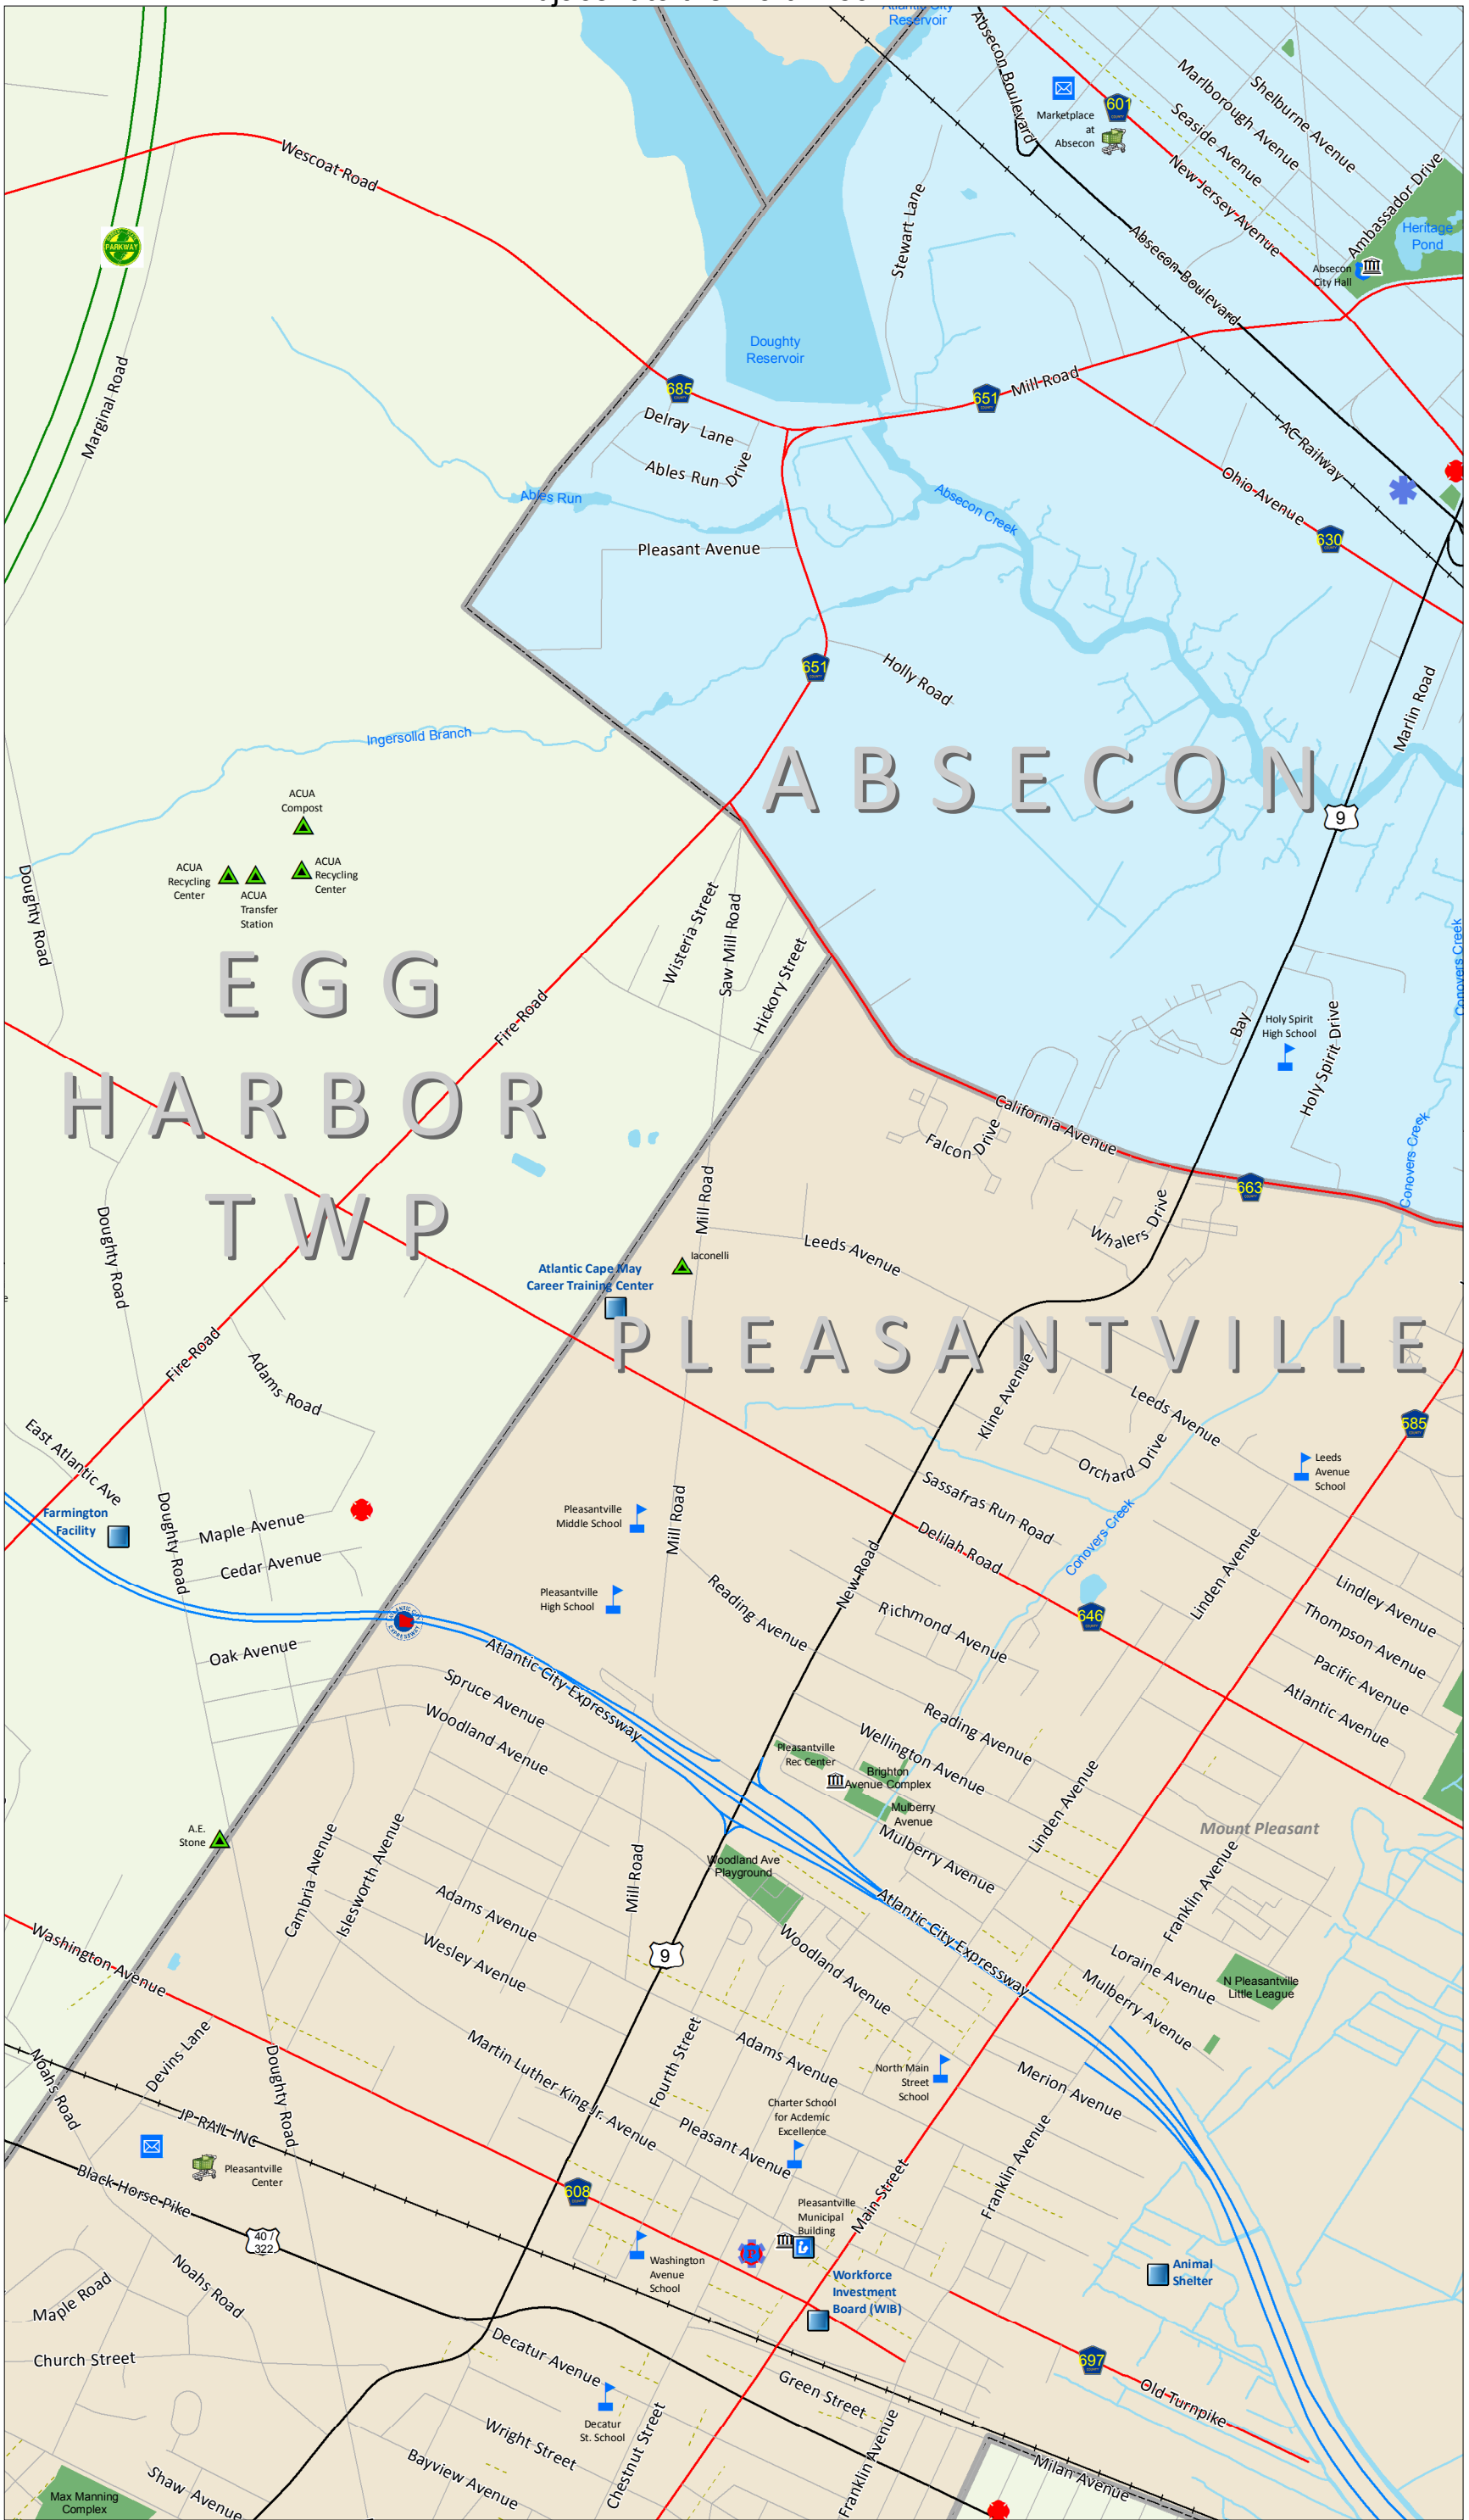 Atlantic City
Reservoir
Absecon Boulevard
Marketplace
at
Absecon
601
Marlborough Avenue
Shelburne Avenue
Seaside Avenue
New Jersey Avenue
Ambassador Drive
Heritage
Pond
Absecon
City Hall
Wescoat Road
PARKWAY
Stewart Lane
Absecon Boulevard
Marginal Road
Doughty
Reservoir
685
Delray Lane
651
Mill Road
Ables Run Drive
Ables Run
Absecon Creek
AC Railway
Ohio Avenue
630
Pleasant Avenue
651
Holly Road
Marlin Road
Ingersolld Branch
ABSECON
9
ACUA
Compost
ACUA
Recycling
Center
ACUA
Transfer
Station
ACUA
Recycling
Center
Doughty Road
Wisteria Street
Saw Mill Road
Hickory Street
Conovers Creek
EGG
HARBOR
TWP
Fire Road
Bay
Holy Spirit
High School
Holy Spirit Drive
California Avenue
Falcon Drive
Conovers Creek
663
Mill Road
Whalers Drive
Leeds Avenue
Doughty Road
Iaconelli
Atlantic Cape May
Career Training Center
PLEASANTVILLE
Fire Road
Adams Road
Kline Avenue
Leeds Avenue
585
East Atlantic Ave
Orchard Drive
Leeds
Avenue
School
Sassafras Run Road
Farmington
Facility
Doughty Road
Maple Avenue
Cedar Avenue
Pleasantville
Middle School
Mill Road
Delilah Road
Conovers Creek
Linden Avenue
Pleasantville
High School
Reading Avenue
New Road
Richmond Avenue
646
Lindley Avenue
Thompson Avenue
Pacific Avenue
Atlantic Avenue
Oak Avenue
Atlantic City Expressway
Spruce Avenue
Woodland Avenue
Reading Avenue
Wellington Avenue
Pleasantville
Rec Center
Brighton
Avenue Complex
Mulberry
Avenue
Mulberry Avenue
Linden Avenue
Mount Pleasant
A.E.
Stone
Cambria Avenue
Islesworth Avenue
Mill Road
Woodland Ave
Playground
Franklin Avenue
Adams Avenue
Wesley Avenue
9
Woodland Avenue
Atlantic City Expressway
Loraine Avenue
Mulberry Avenue
N Pleasantville
Little League
Washington Avenue
Devins Lane
Noahs Road
Doughty Road
Martin Luther King Jr. Avenue
Fourth Street
Adams Avenue
North Main
Street
School
Merion Avenue
Charter School
for Acdemic
Excellence
Pleasant Avenue
JP RAIL INC
Pleasantville
Center
Black Horse Pike
40 /
322
608
Main Street
Franklin Avenue
Pleasantville
Municipal
Building
P
Washington
Avenue
School
Workforce
Investment
Board (WIB)
Animal
Shelter
Maple Road
Noahs Road
Church Street
Decatur Avenue
Green Street
697
Old Turnpike
Decatur
St. School
Wright Street
Chestnut Street
Franklin Avenue
Milan Avenue
Bayview Avenue
Shaw Avenue
Max Manning
Complex